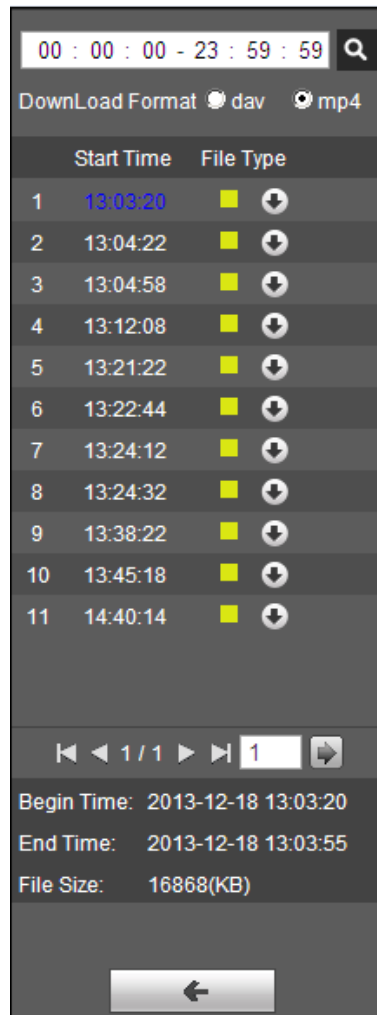 00 : 00 : 00 - 23 : 59 : 59
DownLoad Format dav mp4
Start Time File Type
1 13:03:20
2 13:04:22
3 13:04:58
4 13:12:08
5 13:21:22
6 13:22:44
7 13:24:12
8 13:24:32
9 13:38:22
10 13:45:18
11 14:40:14
1 / 1 1
Begin Time: 2013-12-18 13:03:20
End Time: 2013-12-18 13:03:55
File Size: 16868(KB)